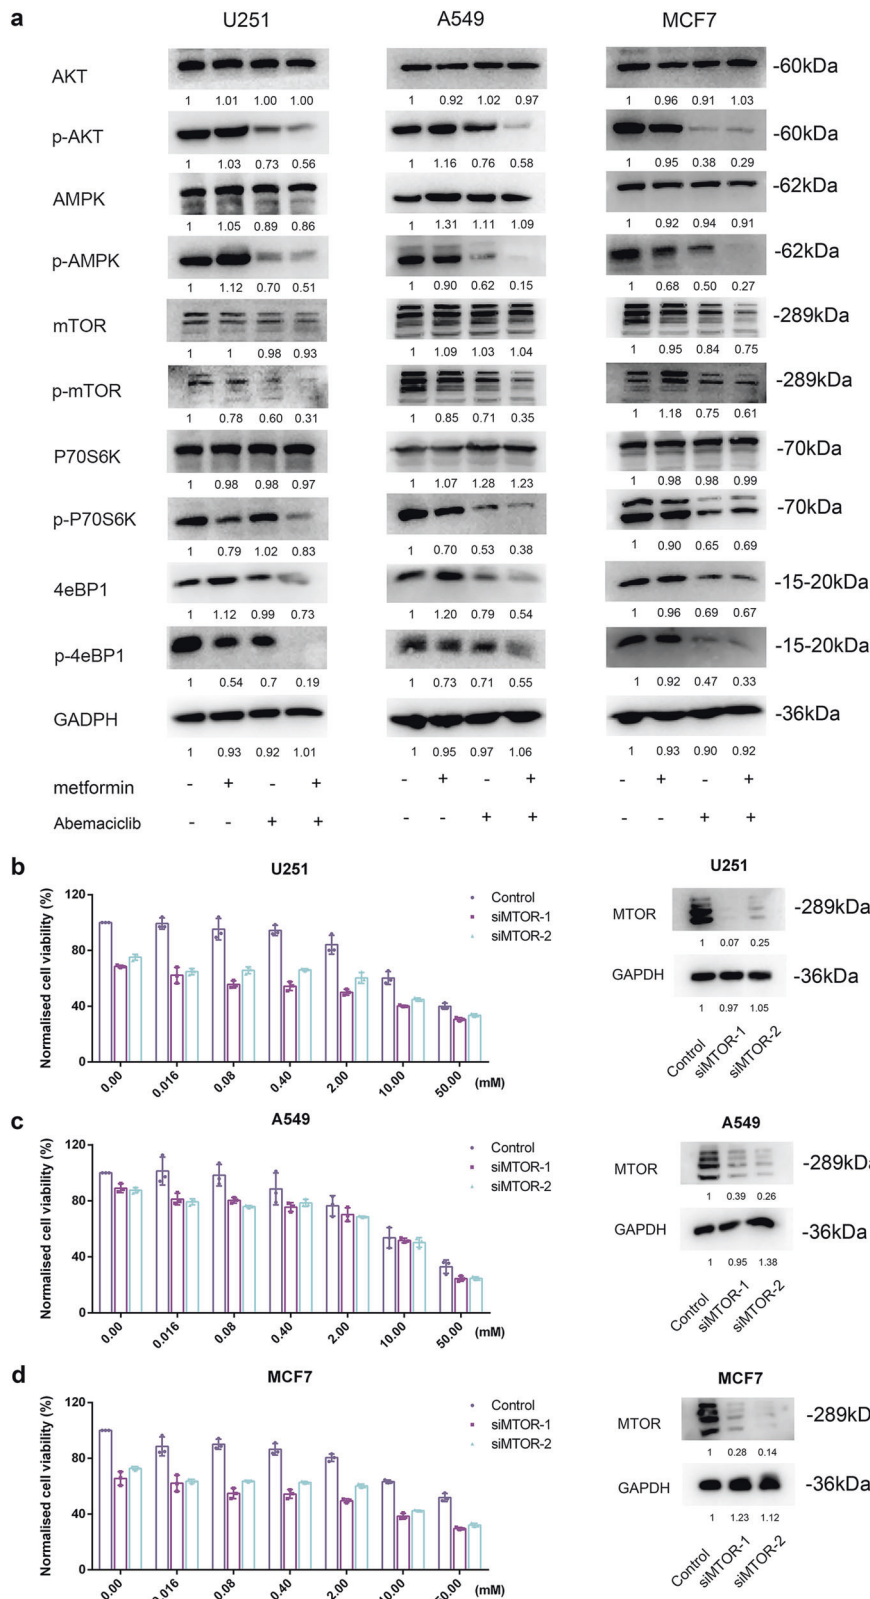 a
U251 A549 MCF7
AKT -60kDa
1 1.01 1.00 1.00 1 0.92 1.02 0.97 1 0.96 0.91 1.03
p-AKT -60kDa
1 1.03 0.73 0.56 1 1.16 0.76 0.58 1 0.95 0.38 0.29
AMPK -62kDa
1 1.05 0.89 0.86 1 1.31 1.11 1.09 1 0.92 0.94 0.91
p-AMPK -62kDa
1 1.12 0.70 0.51 1 0.90 0.62 0.15 1 0.68 0.50 0.27
mTOR -289kDa
1 1 0.98 0.93 1 1.09 1.03 1.04 1 0.95 0.84 0.75
p-mTOR -289kDa
1 0.78 0.60 0.31 1 0.85 0.71 0.35 1 1.18 0.75 0.61
P70S6K -70kDa
1 0.98 0.98 0.97 1 1.07 1.28 1.23 1 0.98 0.98 0.99
p-P70S6K -70kDa
1 0.79 1.02 0.83 1 0.70 0.53 0.38 1 0.90 0.65 0.69
4eBP1 -15-20kDa
1 1.12 0.99 0.73 1 1.20 0.79 0.54 1 0.96 0.69 0.67
p-4eBP1 -15-20kDa
1 0.54 0.7 0.19 1 0.73 0.71 0.55 1 0.92 0.47 0.33
GADPH -36kDa
1 0.93 0.92 1.01 1 0.95 0.97 1.06 1 0.93 0.90 0.92
metformin - + - + - + - + - + - +
Abemaciclib - - + + - - + + - - + +
b
U251
Normalised cell viability (%)
120
80
40
0
0.00 0.016 0.08 0.40 2.00 10.00 50.00 (mM)
Control
siMTOR-1
siMTOR-2
U251
MTOR -289kDa
1 0.07 0.25
GAPDH -36kDa
1 0.97 1.05
Control siMTOR-1 siMTOR-2
c
A549
Normalised cell viability (%)
120
80
40
0
0.00 0.016 0.08 0.40 2.00 10.00 50.00 (mM)
Control
siMTOR-1
siMTOR-2
A549
MTOR -289kDa
1 0.39 0.26
GAPDH -36kDa
1 0.95 1.38
Control siMTOR-1 siMTOR-2
d
MCF7
Normalised cell viability (%)
120
80
40
0
0.00 0.016 0.08 0.40 2.00 10.00 50.00 (mM)
Control
siMTOR-1
siMTOR-2
MCF7
MTOR -289kD
1 0.28 0.14
GAPDH -36kDa
1 1.23 1.12
Control siMTOR-1 siMTOR-2